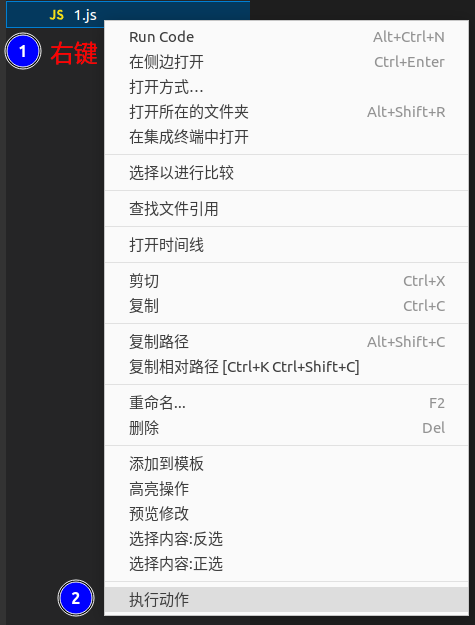 JS 1.js
1 右键
Run Code Alt+Ctrl+N
在侧边打开 Ctrl+Enter
打开方式...
打开所在的文件夹 Alt+Shift+R
在集成终端中打开
选择以进行比较
查找文件引用
打开时间线
剪切 Ctrl+X
复制 Ctrl+C
复制路径 Alt+Shift+C
复制相对路径 [Ctrl+K Ctrl+Shift+C]
重命名... F2
删除 Del
添加到模板
高亮操作
预览修改
选择内容:反选
选择内容:正选
2 执行动作